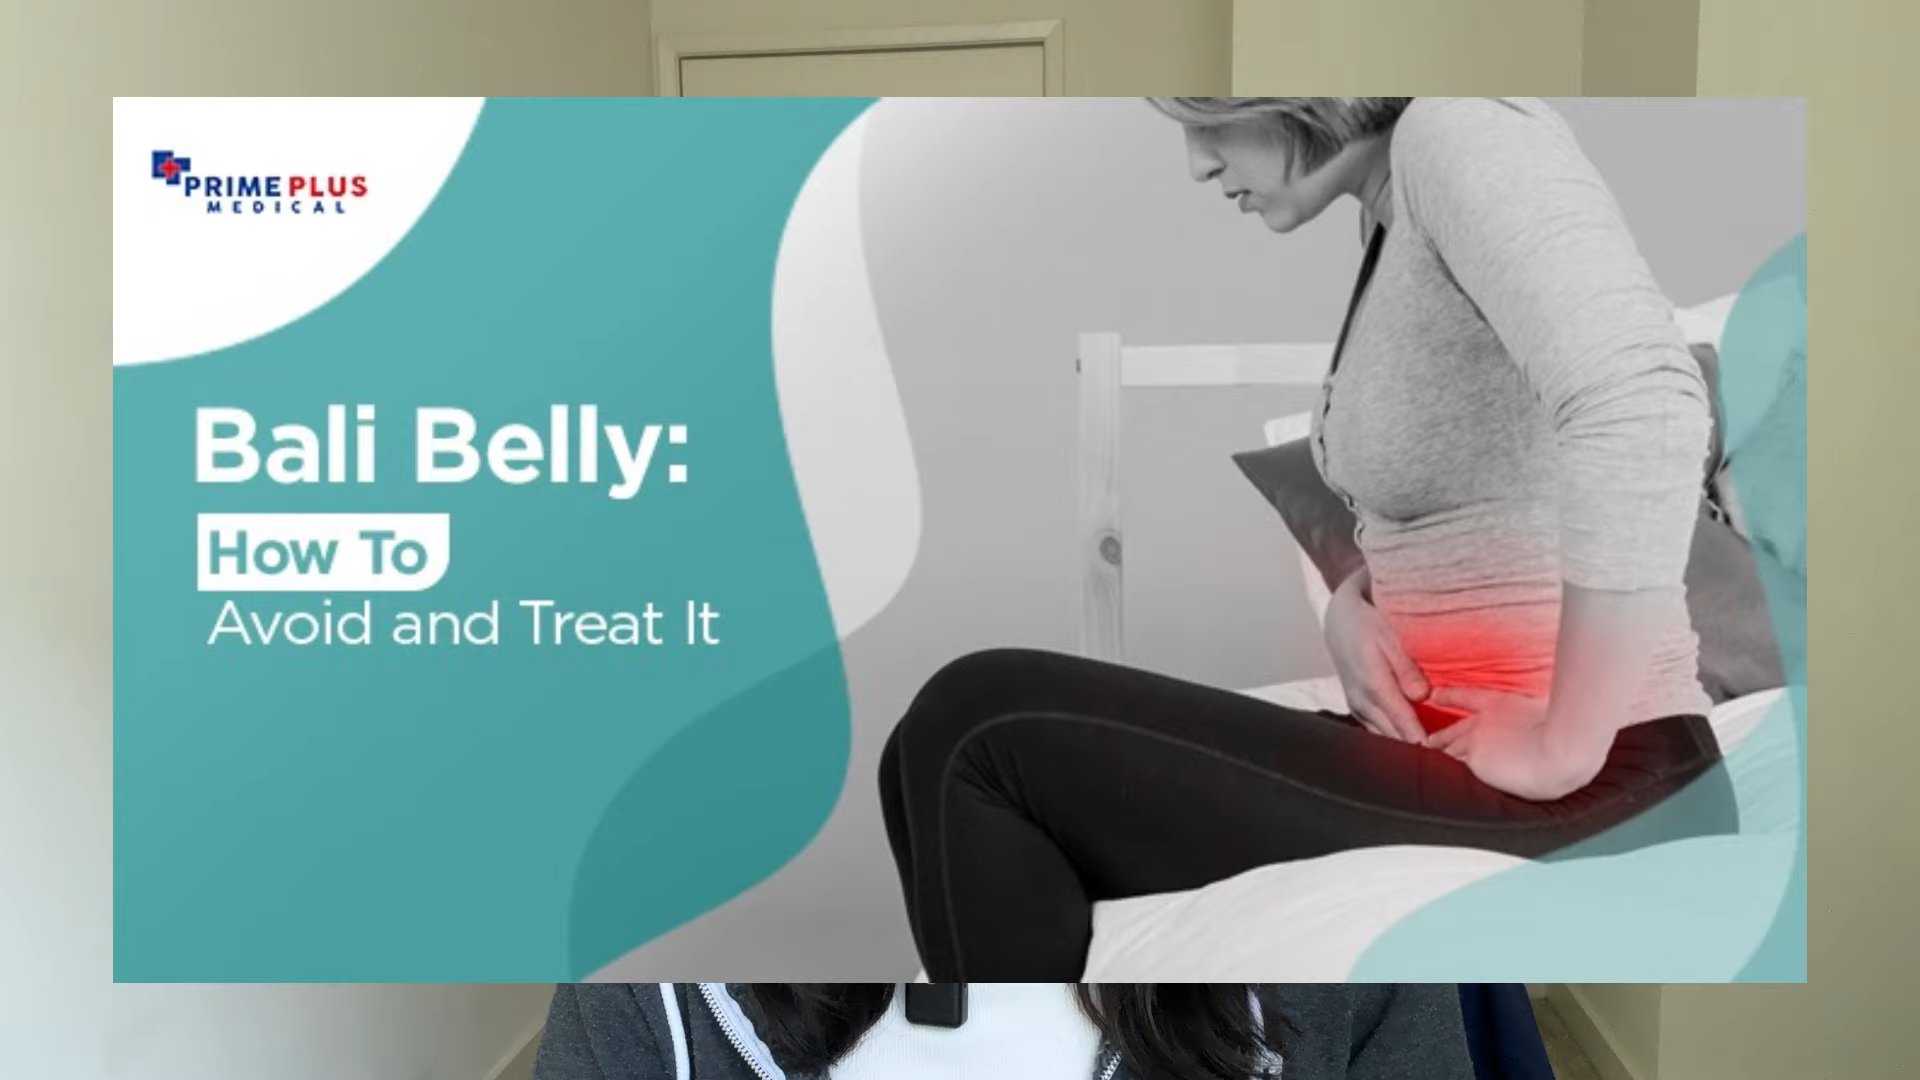 PRIME PLUS
MEDICAL
Bali Belly:
How To
Avoid and Treat It